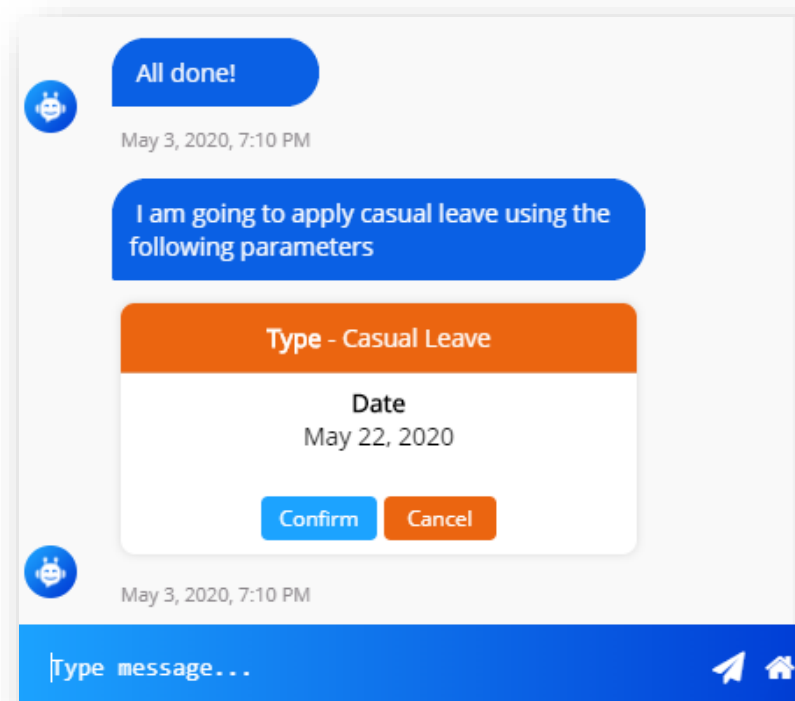 All done!
May 3, 2020, 7:10 PM
I am going to apply casual leave using the
following parameters
Type - Casual Leave
Date
May 22, 2020
Confirm Cancel
May 3, 2020, 7:10 PM
Type message...